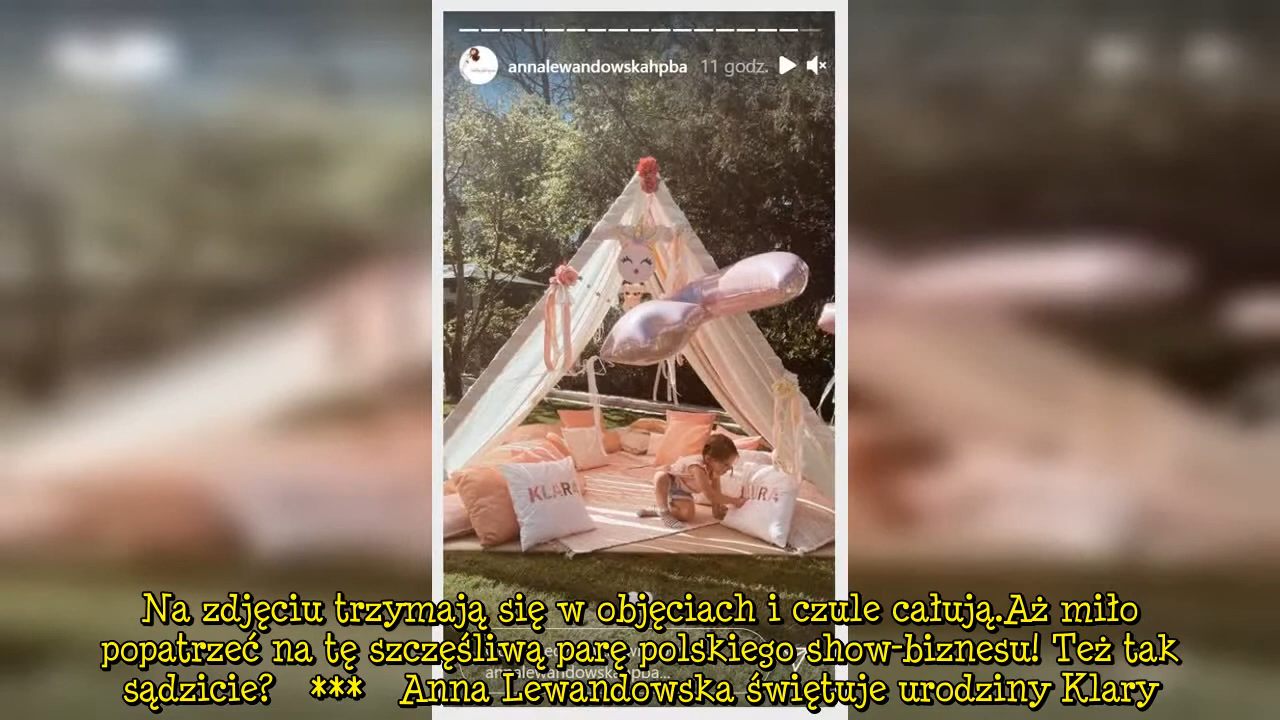 annalewandowskahpba 11 godz.
KLARA
Na zdjęciu trzymają się w objęciach i czule całują.Aż miło
popatrzeć na tę szczęśliwą parę polskiego show-biznesu! Też tak
annalewandowskahpba...
sądzicie? *** Anna Lewandowska świętuje urodziny Klary